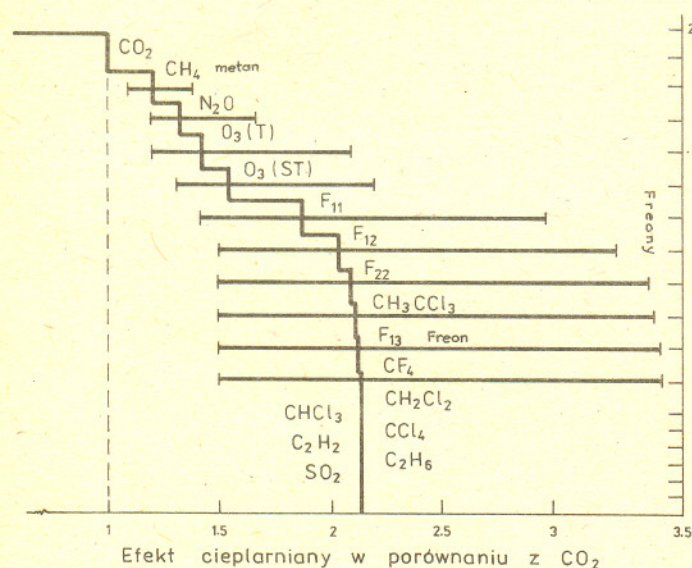 2
CO₂
CH₄ metan
N₂O
O₃ (T)
O₃ (ST)
F₁₁
F₁₂
F₂₂
CH₃CCl₃
F₁₃ Freon
CF₄
CHCl₃ CH₂Cl₂
C₂H₂ CCl₄
SO₂ C₂H₆
Freony
1 1.5 2 2.5 3 3.5
Efekt cieplarniany w porównaniu z CO₂